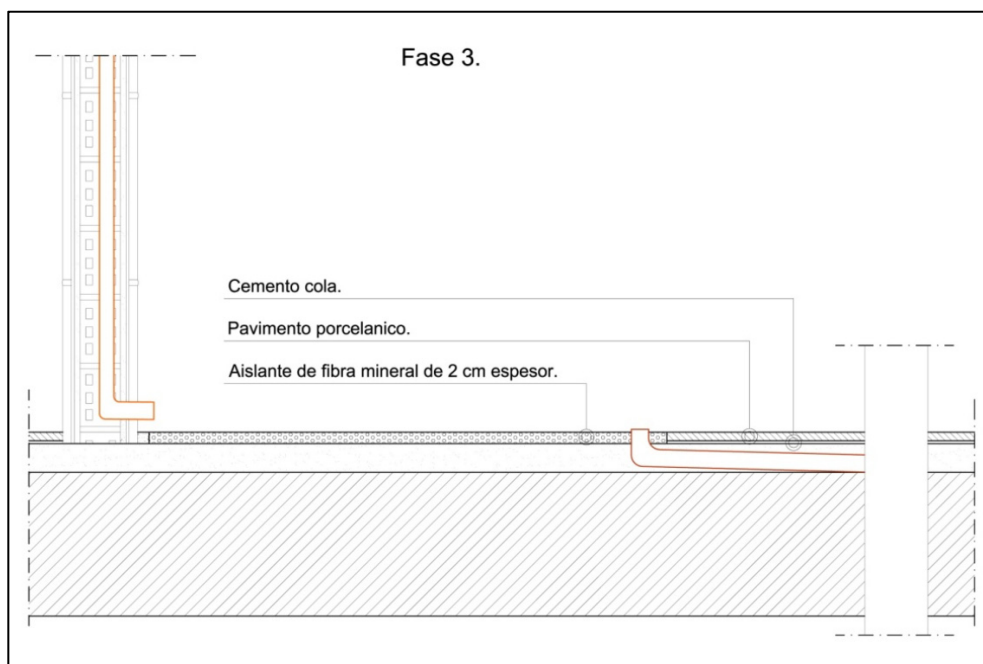 Fase 3.
Cemento cola.
Pavimento porcelanico.
Aislante de fibra mineral de 2 cm espesor.